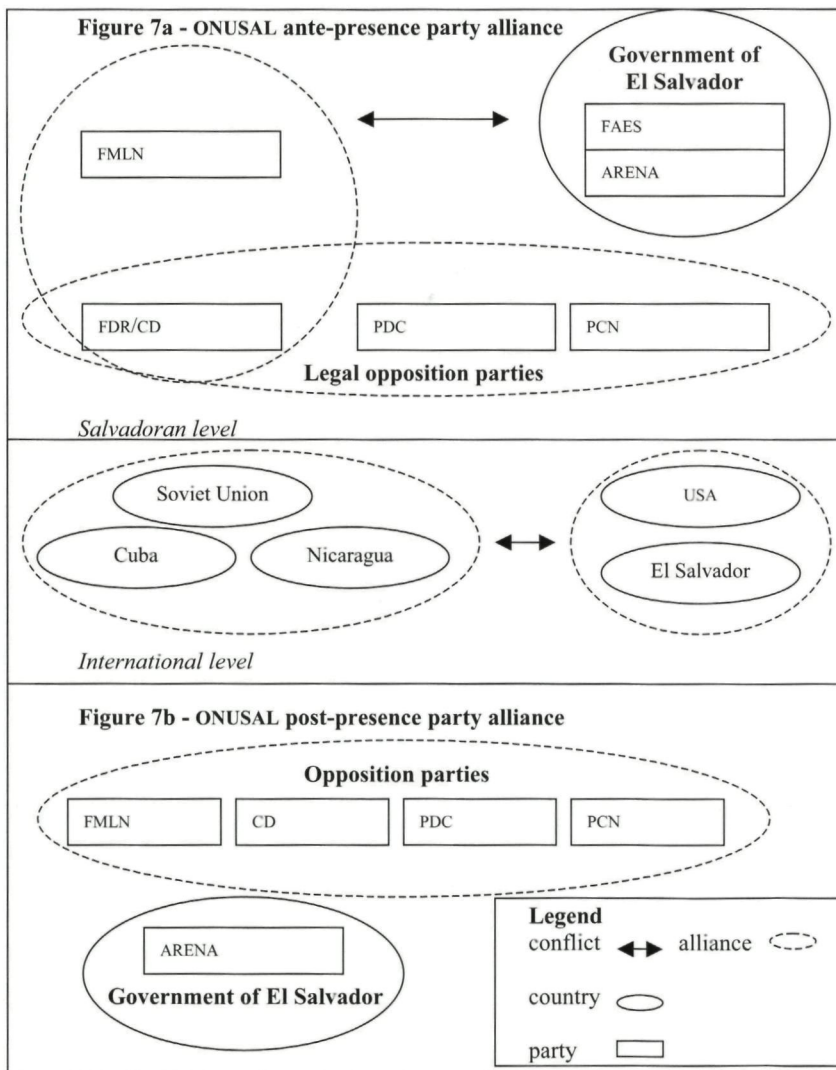 Figure 7a - ONUSAL ante-presence party alliance
Government of
El Salvador
FAES
FMLN
ARENA
FDR/CD
PDC
PCN
Legal opposition parties
Salvadoran level
Soviet Union
USA
Cuba
Nicaragua
El Salvador
International level
Figure 7b - ONUSAL post-presence party alliance
Opposition parties
FMLN
CD
PDC
PCN
ARENA
Government of El Salvador
Legend
conflict
alliance
country
party